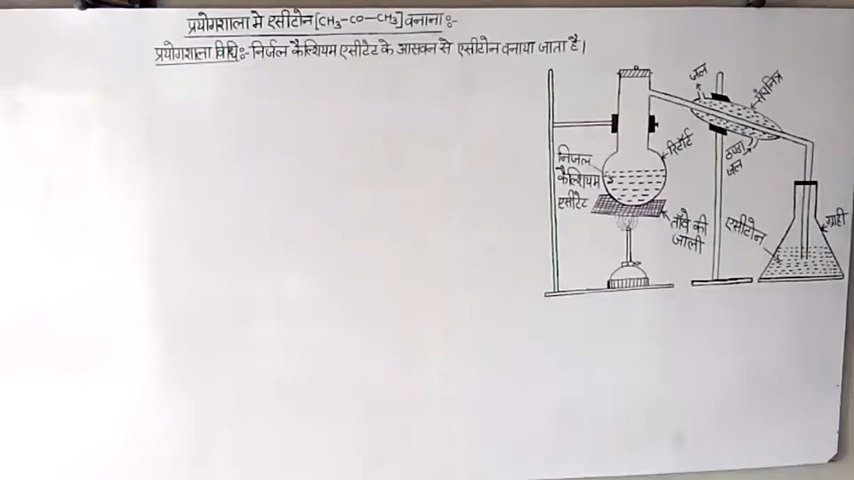 प्रयोगशाला मे एसीटोन [CH₃-CO-CH₃] बनाना:-
प्रयोगशाला विधि:- निर्जल कैल्शियम एसीटेट के आसवन से एसीटोन बनाया जाता है।
जल
संघनित्र
रिटॉर्ट
ठण्डा
जल
निर्जल
कैल्शियम
एसीटेट
ताँवे की
जाली
एसीटोन
ग्राही